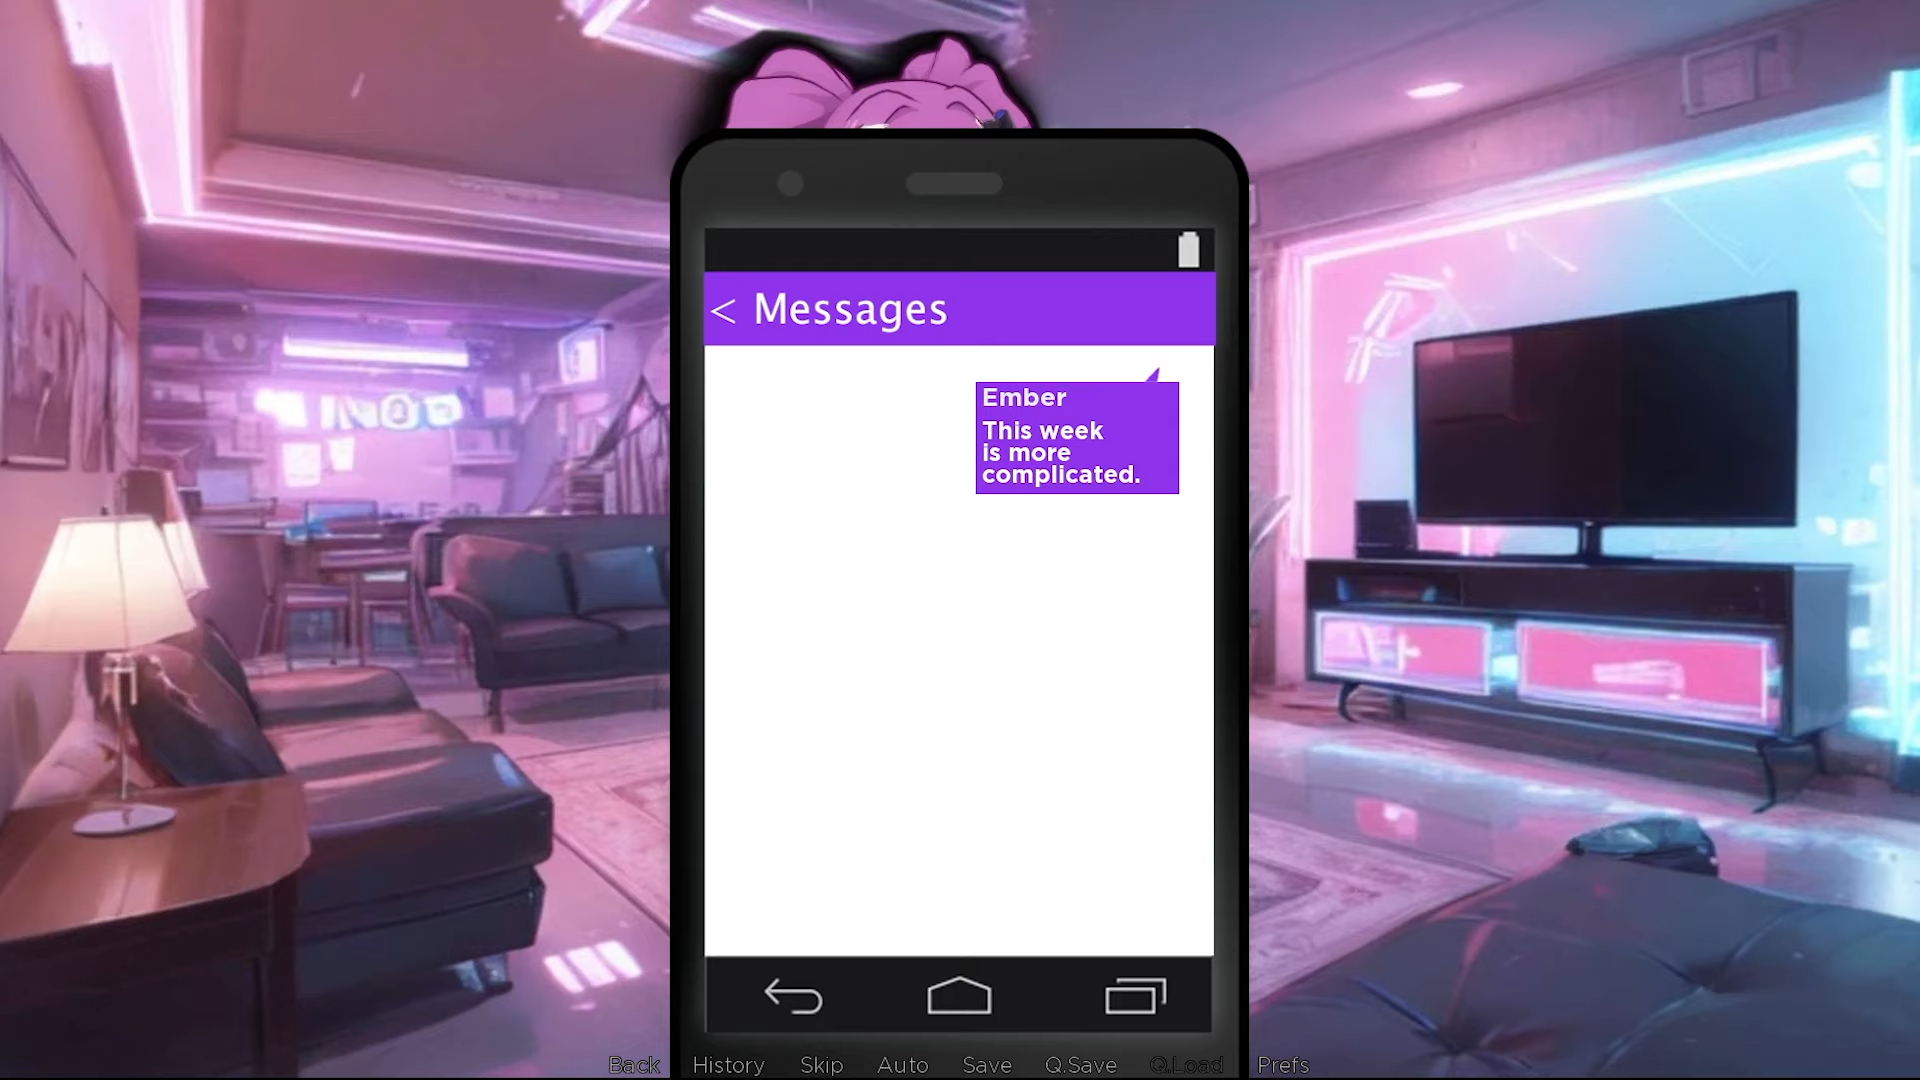 < Messages
Ember
This week
is more
complicated.
Back History Skip Auto Save Q.Save Q.Load Prefs